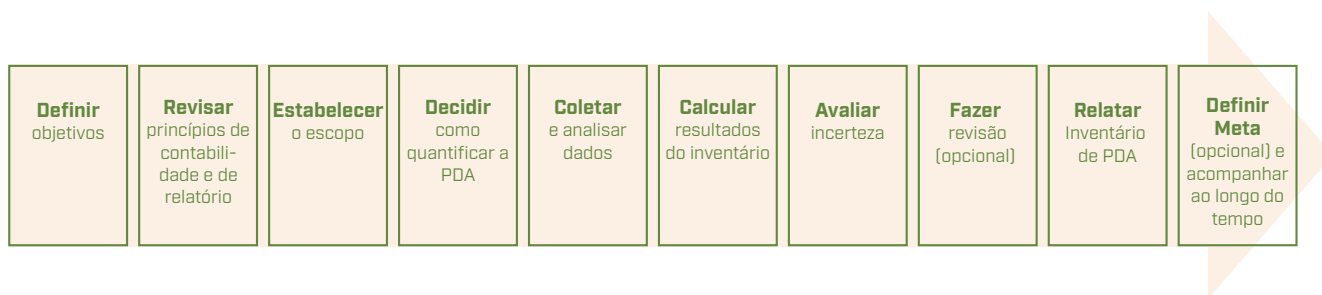 Definir
objetivos
Revisar
princípios de
contabili-
dade e de
relatório
Estabelecer
o escopo
Decidir
como
quantificar a
PDA
Coletar
e analisar
dados
Calcular
resultados
do inventário
Avaliar
incerteza
Fazer
revisão
(opcional)
Relatar
Inventário
de PDA
Definir
Meta
(opcional) e
acompanhar
ao longo do
tempo